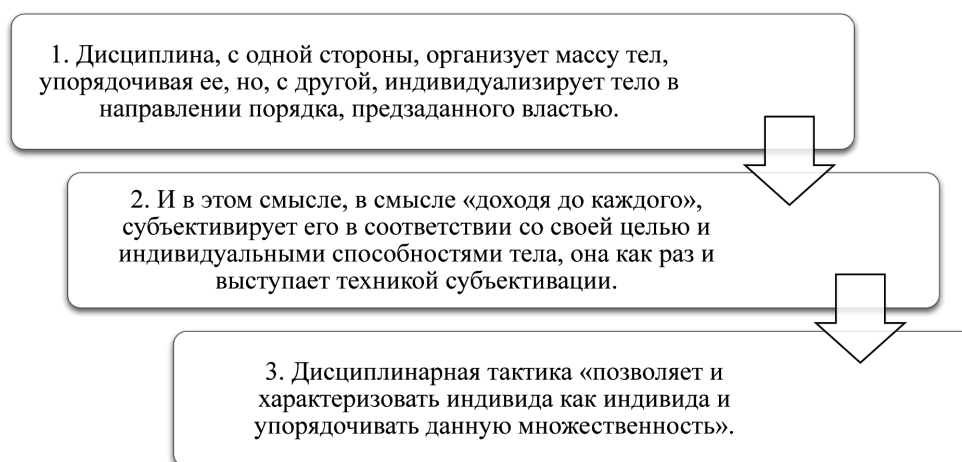 1. Дисциплина, с одной стороны, организует массу тел,
упорядочивая ее, но, с другой, индивидуализирует тело в
направлении порядка, предзаданного властью.
2. И в этом смысле, в смысле «доходя до каждого»,
субъективирует его в соответствии со своей целью и
индивидуальными способностями тела, она как раз и
выступает техникой субъективации.
3. Дисциплинарная тактика «позволяет и
характеризовать индивида как индивида и
упорядочивать данную множественность».